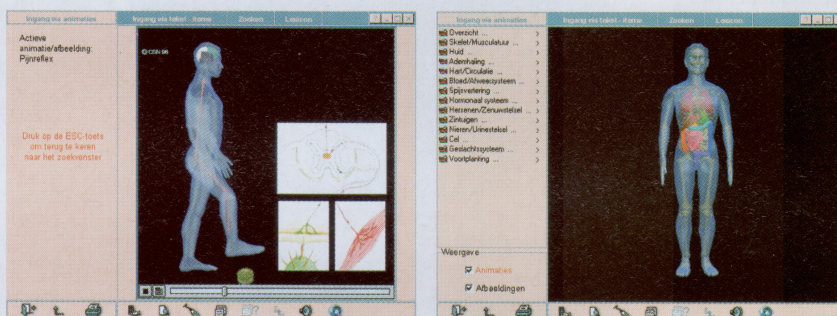 Ingang via animaties
Ingang via tekst - items
Zoeken
Lexicon
Actieve
animatie/afbeelding:
Pijnreflex
© CSN 98
Druk op de ESC-toets
om terug te keren
naar het zoekvenster
Ingang via animaties
Ingang via tekst - items
Zoeken
Lexicon
Overzicht ...
Skelet/Musculatuur ...
Huid ...
Ademhaling ...
Hart/Circulatie ...
Bloed/Afweersysteem ...
Spijsvertering ...
Hormonaal systeem ...
Hersenen/Zenuwstelsel ...
Zintuigen ...
Nieren/Urinestelsel ...
Cel ...
Geslachtssysteem ...
Voortplanting ...
Weergave
Animaties
Afbeeldingen